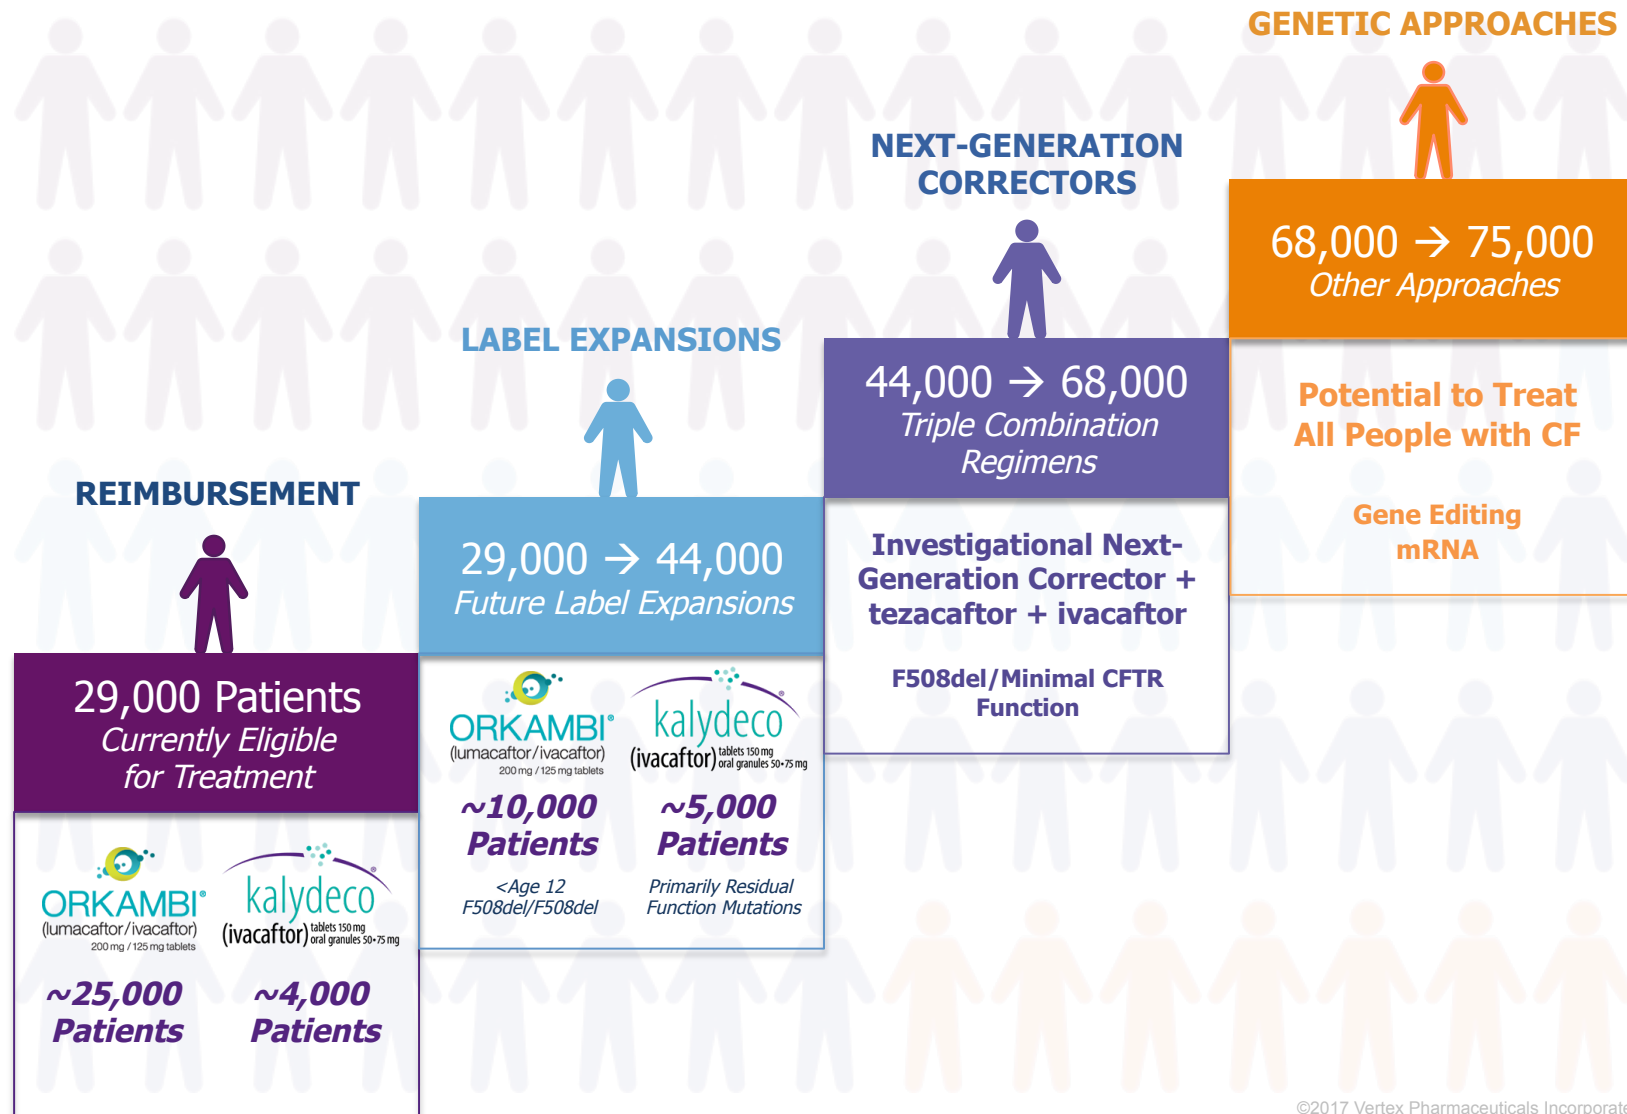 GENETIC APPROACHES
68,000 → 75,000
Other Approaches
Potential to Treat
All People with CF
Gene Editing
mRNA
NEXT-GENERATION
CORRECTORS
44,000 → 68,000
Triple Combination
Regimens
Investigational Next-
Generation Corrector +
tezacaftor + ivacaftor
F508del/Minimal CFTR
Function
LABEL EXPANSIONS
29,000 → 44,000
Future Label Expansions
ORKAMBI®
(lumacaftor/ivacaftor)
200 mg / 125 mg tablets
~10,000
Patients
<Age 12
F508del/F508del
kalydeco®
(ivacaftor) tablets 150 mg
oral granules 50•75 mg
~5,000
Patients
Primarily Residual
Function Mutations
REIMBURSEMENT
29,000 Patients
Currently Eligible
for Treatment
ORKAMBI®
(lumacaftor/ivacaftor)
200 mg / 125 mg tablets
~25,000
Patients
kalydeco®
(ivacaftor) tablets 150 mg
oral granules 50•75 mg
~4,000
Patients
©2017 Vertex Pharmaceuticals Incorporate